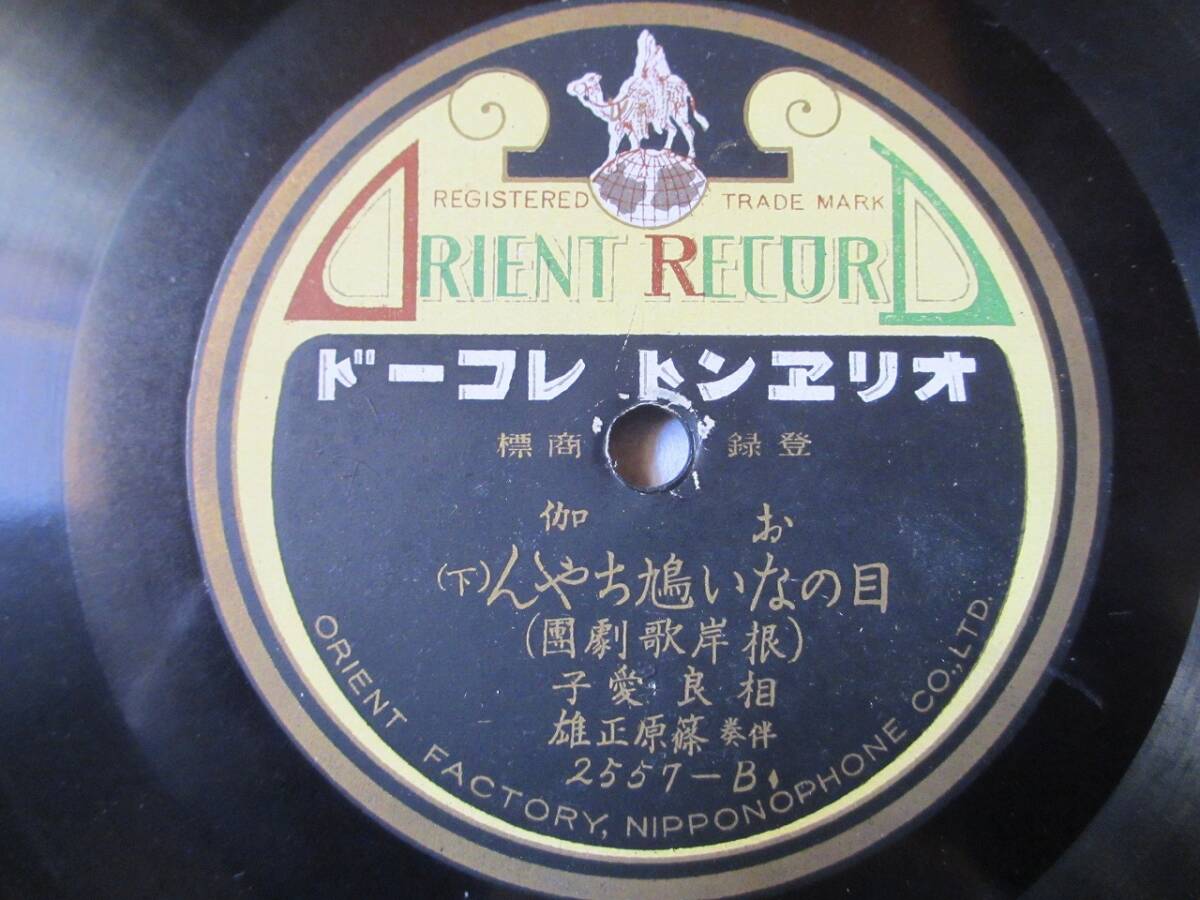 REGISTERED TRADE MARK
ORIENT RECORD
オリヱント レコード
登録商標
お伽
目のない鳩ちやん(下)
(根岸歌劇團)
相良愛子
伴奏 篠原正雄
2557-B
ORIENT FACTORY, NIPPONOPHONE CO., LTD.